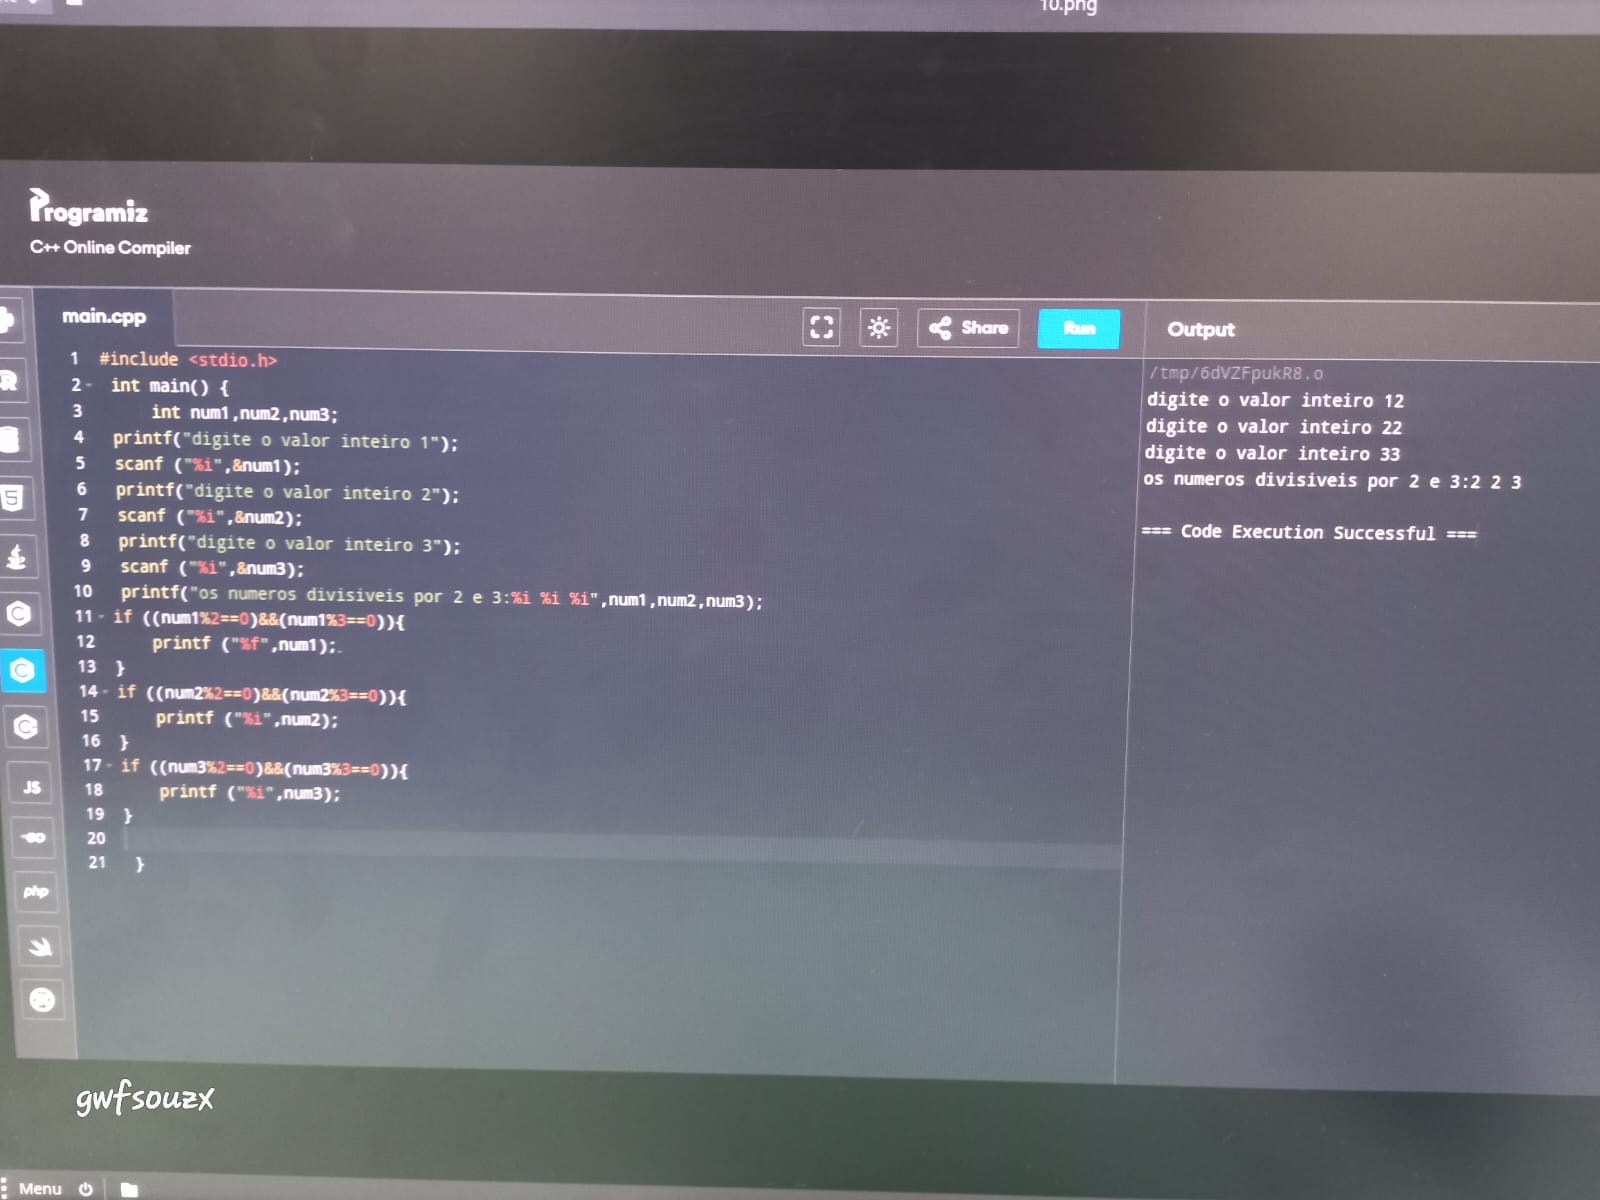 10.png
Programiz
C++ Online Compiler
main.cpp
Share
Run
Output
1 #include <stdio.h>
2 int main() {
3 int num1,num2,num3;
4 printf("digite o valor inteiro 1");
5 scanf ("%i",&num1);
6 printf("digite o valor inteiro 2");
7 scanf ("%i",&num2);
8 printf("digite o valor inteiro 3");
9 scanf ("%i",&num3);
10 printf("os numeros divisiveis por 2 e 3:%i %i %i",num1,num2,num3);
11 if ((num1%2==0)&&(num1%3==0)){
12 printf ("%f",num1);
13 }
14 if ((num2%2==0)&&(num2%3==0)){
15 printf ("%i",num2);
16 }
17 if ((num3%2==0)&&(num3%3==0)){
18 printf ("%i",num3);
19 }
20
21 }
/tmp/6dVZFpukR8.o
digite o valor inteiro 12
digite o valor inteiro 22
digite o valor inteiro 33
os numeros divisiveis por 2 e 3:2 2 3
=== Code Execution Successful ===
R
5
C
C
C
JS
GO
php
gwfsouzx
Menu